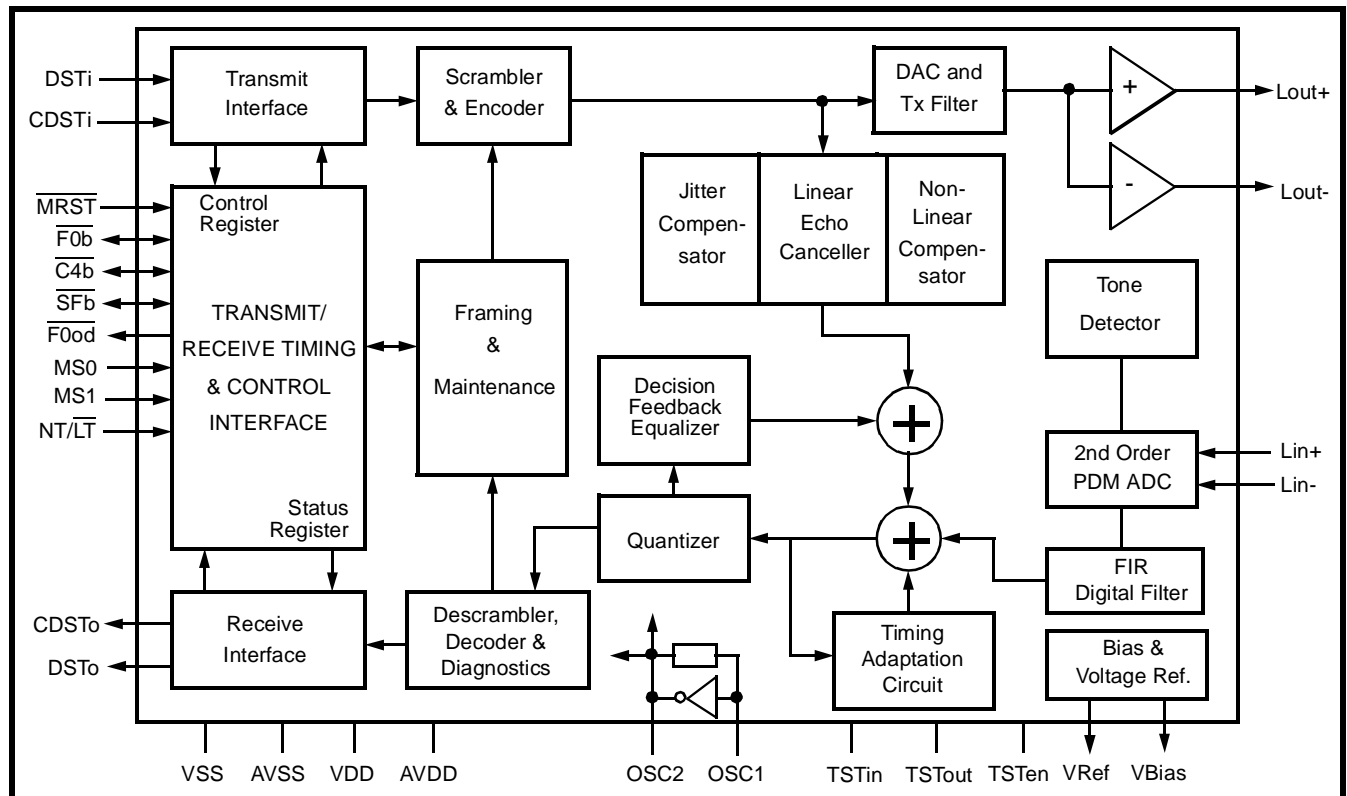 DSTi
CDSTi
Transmit
Interface
Scrambler
& Encoder
DAC and
Tx Filter
+
-
Lout+
Lout-
MRST
F0b
C4b
SFb
F0od
MS0
MS1
NT/LT
Control
Register
TRANSMIT/
RECEIVE TIMING
& CONTROL
INTERFACE
Status
Register
Framing
&
Maintenance
Jitter
Compen-
sator
Linear
Echo
Canceller
Non-
Linear
Compen-
sator
Tone
Detector
Decision
Feedback
Equalizer
+
2nd Order
PDM ADC
Lin+
Lin-
Quantizer
+
FIR
Digital Filter
CDSTo
DSTo
Receive
Interface
Descrambler,
Decoder &
Diagnostics
Timing
Adaptation
Circuit
Bias &
Voltage Ref.
VSS
AVSS
VDD
AVDD
OSC2
OSC1
TSTin
TSTout
TSTen
VRef
VBias